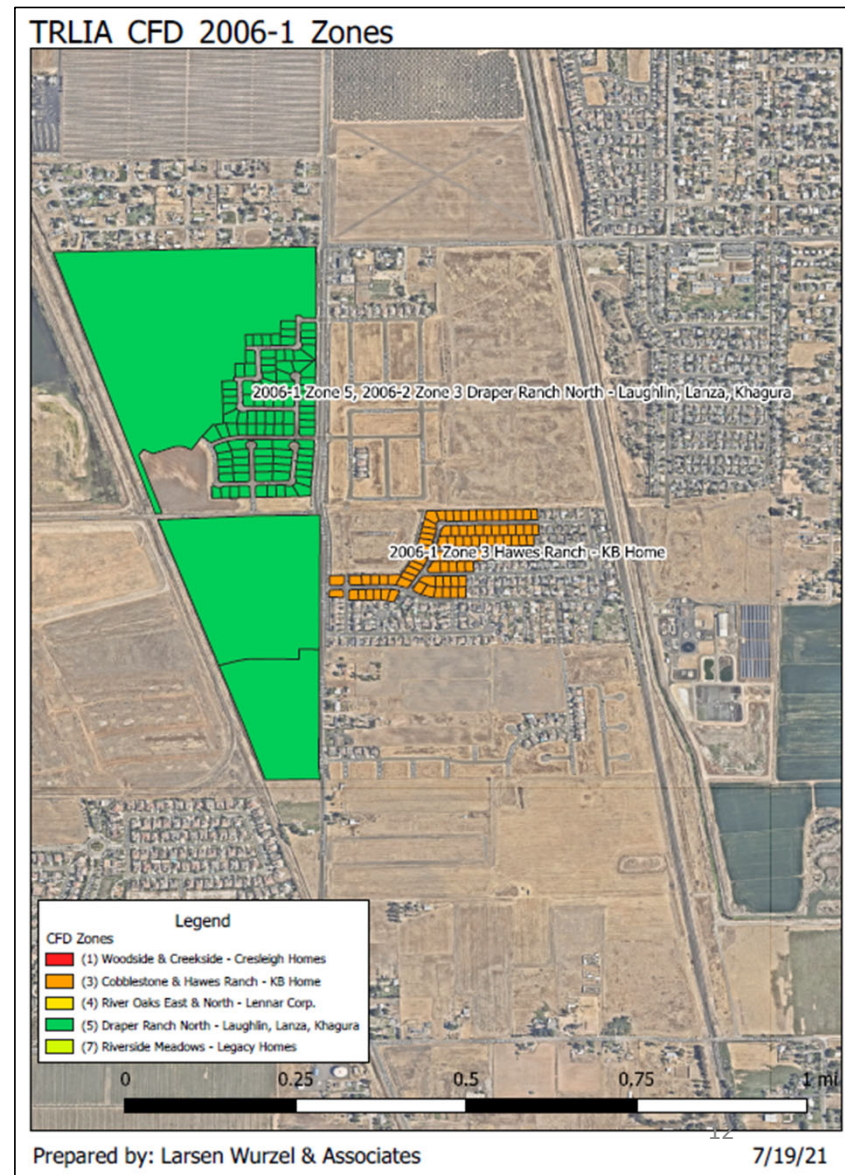 TRLIA CFD 2006-1 Zones
2006-1 Zone 5, 2006-2 Zone 3 Draper Ranch North - Laughlin, Lanza, Khagura
2006-1 Zone 3 Hawes Ranch - KB Home
Legend
CFD Zones
(1) Woodside & Creekside - Cresleigh Homes
(3) Cobblestone & Hawes Ranch - KB Home
(4) River Oaks East & North - Lennar Corp.
(5) Draper Ranch North - Laughlin, Lanza, Khagura
(7) Riverside Meadows - Legacy Homes
0 0.25 0.5 0.75 1 mi
12
Prepared by: Larsen Wurzel & Associates 7/19/21